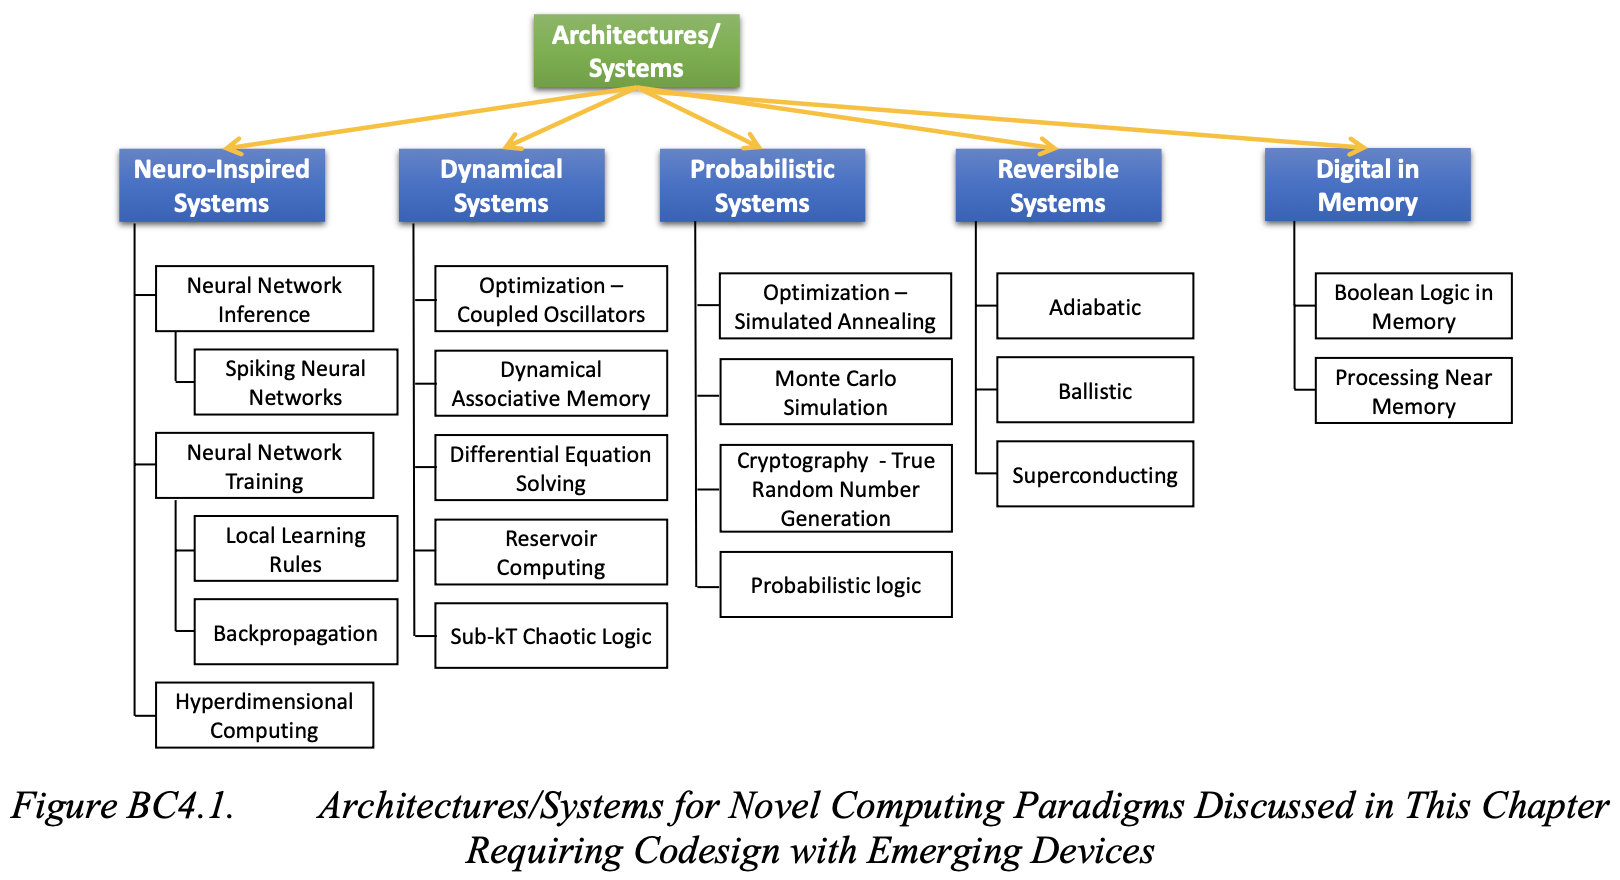 Architectures/
Systems
Neuro-Inspired
Systems
Neural Network
Inference
Spiking Neural
Networks
Neural Network
Training
Local Learning
Rules
Backpropagation
Hyperdimensional
Computing
Dynamical
Systems
Optimization –
Coupled Oscillators
Dynamical
Associative Memory
Differential Equation
Solving
Reservoir
Computing
Sub-kT Chaotic Logic
Probabilistic
Systems
Optimization –
Simulated Annealing
Monte Carlo
Simulation
Cryptography - True
Random Number
Generation
Probabilistic logic
Reversible
Systems
Adiabatic
Ballistic
Superconducting
Digital in
Memory
Boolean Logic in
Memory
Processing Near
Memory
Figure BC4.1. Architectures/Systems for Novel Computing Paradigms Discussed in This Chapter
Requiring Codesign with Emerging Devices